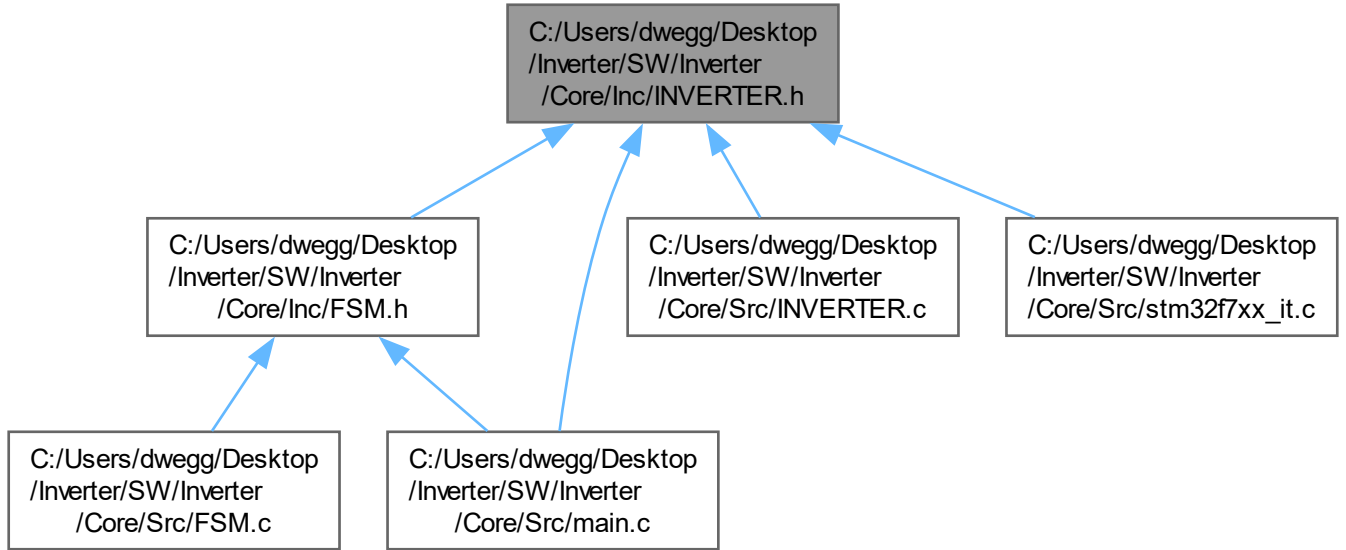 C:/Users/dwegg/Desktop
/Inverter/SW/Inverter
/Core/Inc/INVERTER.h
C:/Users/dwegg/Desktop
/Inverter/SW/Inverter
/Core/Inc/FSM.h
C:/Users/dwegg/Desktop
/Inverter/SW/Inverter
/Core/Src/INVERTER.c
C:/Users/dwegg/Desktop
/Inverter/SW/Inverter
/Core/Src/stm32f7xx_it.c
C:/Users/dwegg/Desktop
/Inverter/SW/Inverter
/Core/Src/FSM.c
C:/Users/dwegg/Desktop
/Inverter/SW/Inverter
/Core/Src/main.c